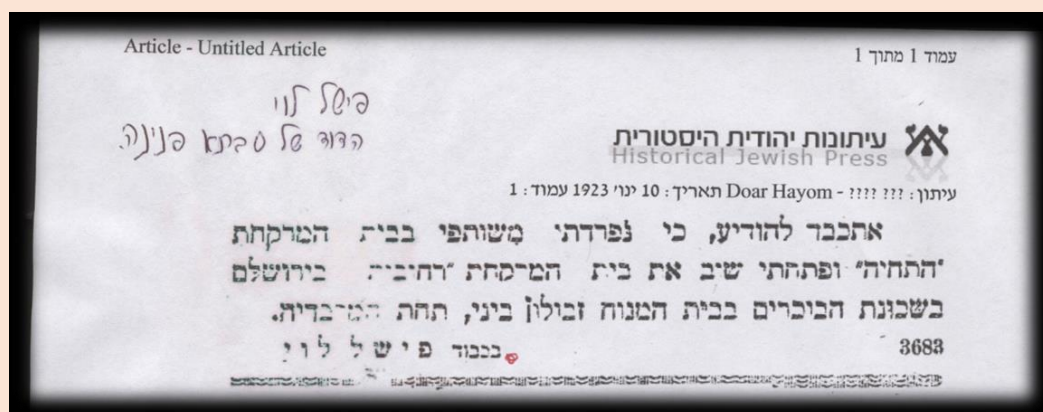 Article - Untitled Article
עמוד 1 מתוך 1
פישל לוי
הדוד של סבתא פנינה
עיתונות יהודית היסטורית
Historical Jewish Press
עיתון: ??? ???? - Doar Hayom תאריך: 10 ינו' 1923 עמוד: 1
אתכבד להודיע, כי נפרדתי משותפי בבית המרקחת
"התחיה" ופתחתי שוב את בית המרקחת בירושלם
בשכונת הבוכרים בבית המנוח זבולון ביני, תחת
3683
בכבוד פישל לוי